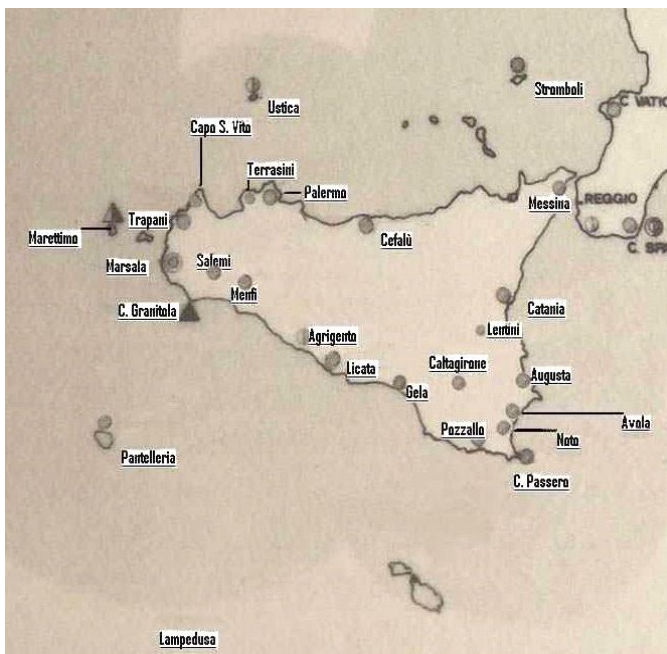 Stromboli
Ustica
C. VATIC
Capo S. Vito
Terrasini
Palermo
Messina
REGGIO
Trapani
Marettimo
Cefalù
C. SPA
Marsala
Salemi
Menfi
C. Granitola
Catania
Lentini
Agrigento
Licata
Caltagirone
Gela
Augusta
Avola
Pozzallo
Noto
Pantelleria
C. Passero
Lampedusa